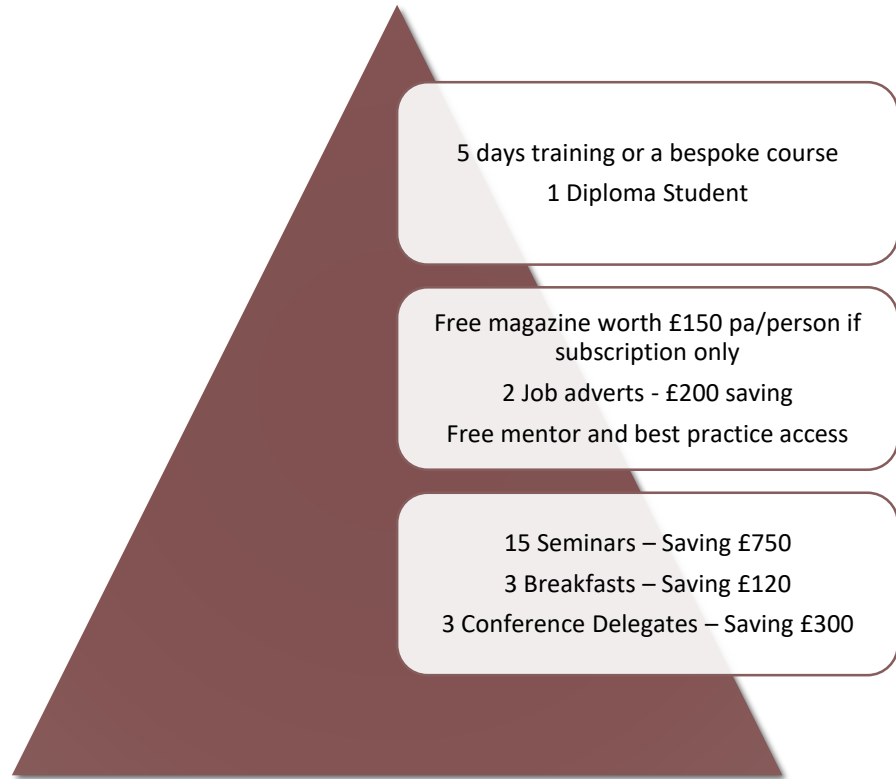 5 days training or a bespoke course
1 Diploma Student
Free magazine worth £150 pa/person if
subscription only
2 Job adverts - £200 saving
Free mentor and best practice access
15 Seminars – Saving £750
3 Breakfasts – Saving £120
3 Conference Delegates – Saving £300